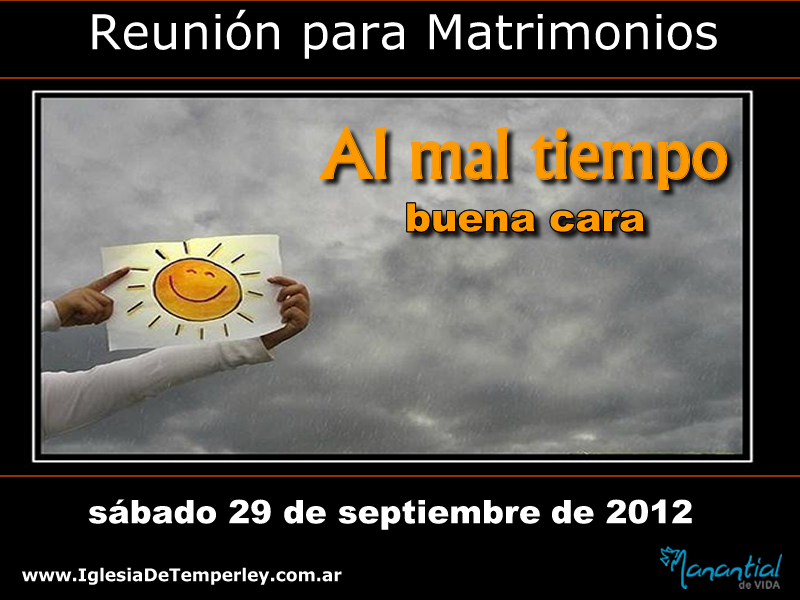 Reunión para Matrimonios
Al mal tiempo
buena cara
sábado 29 de septiembre de 2012
www.IglesiaDeTemperley.com.ar
Manantial
de VIDA